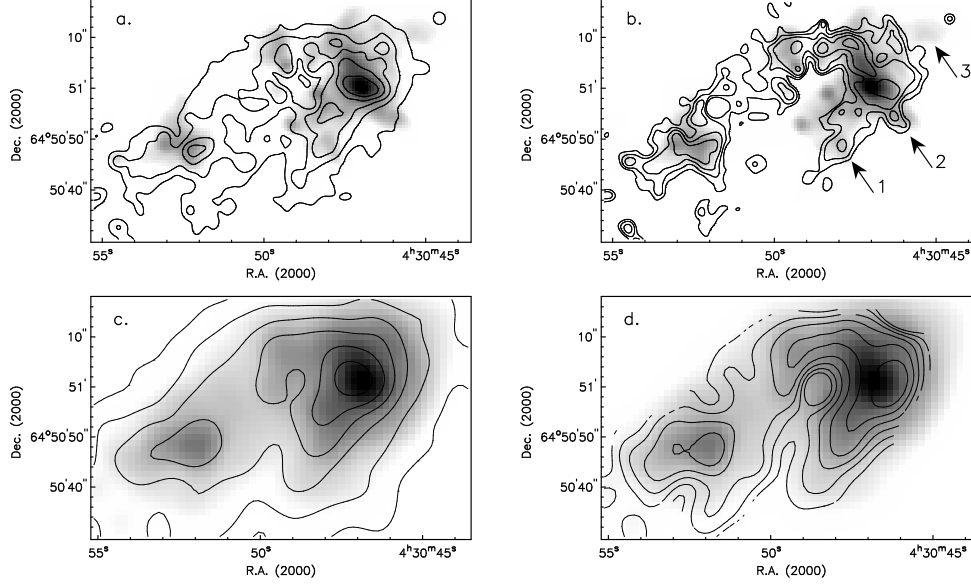 a.
Dec. (2000)
10"
51'
64°50'50"
50'40"
55ˢ 50ˢ 4ʰ30ᵐ45ˢ
R.A. (2000)
b.
Dec. (2000)
10"
51'
64°50'50"
50'40"
3
2
1
55ˢ 50ˢ 4ʰ30ᵐ45ˢ
R.A. (2000)
c.
Dec. (2000)
10"
51'
64°50'50"
50'40"
55ˢ 50ˢ 4ʰ30ᵐ45ˢ
R.A. (2000)
d.
Dec. (2000)
10"
51'
64°50'50"
50'40"
55ˢ 50ˢ 4ʰ30ᵐ45ˢ
R.A. (2000)